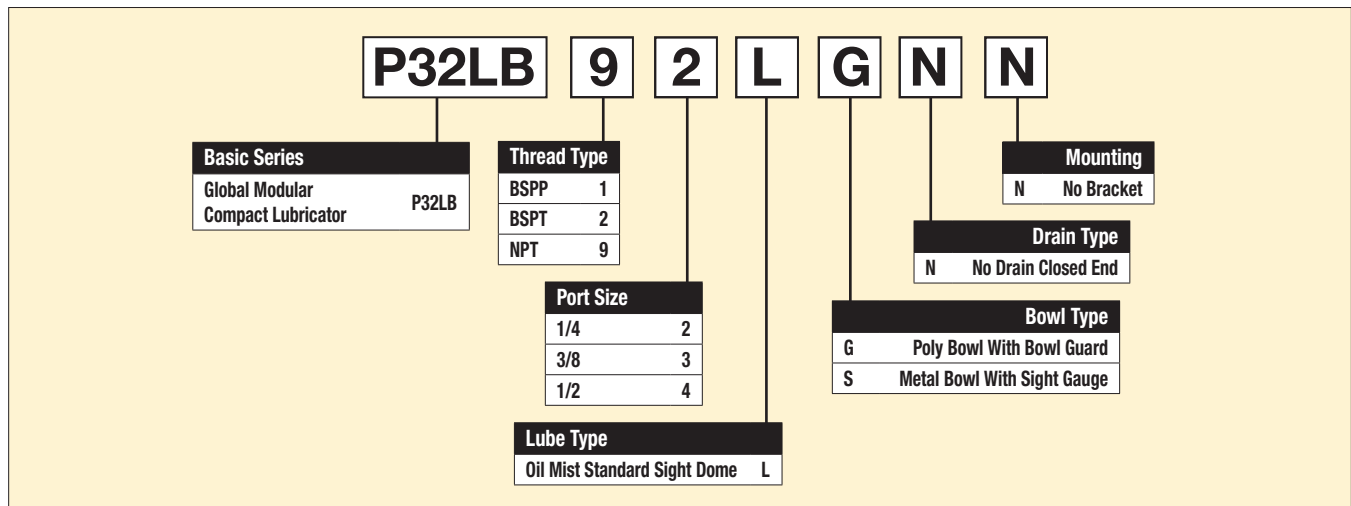 P32LB 9 2 L G N N
Basic Series
Global Modular
Compact Lubricator P32LB
Thread Type
BSPP 1
BSPT 2
NPT 9
Mounting
N No Bracket
Drain Type
N No Drain Closed End
Port Size
1/4 2
3/8 3
1/2 4
Bowl Type
G Poly Bowl With Bowl Guard
S Metal Bowl With Sight Gauge
Lube Type
Oil Mist Standard Sight Dome L